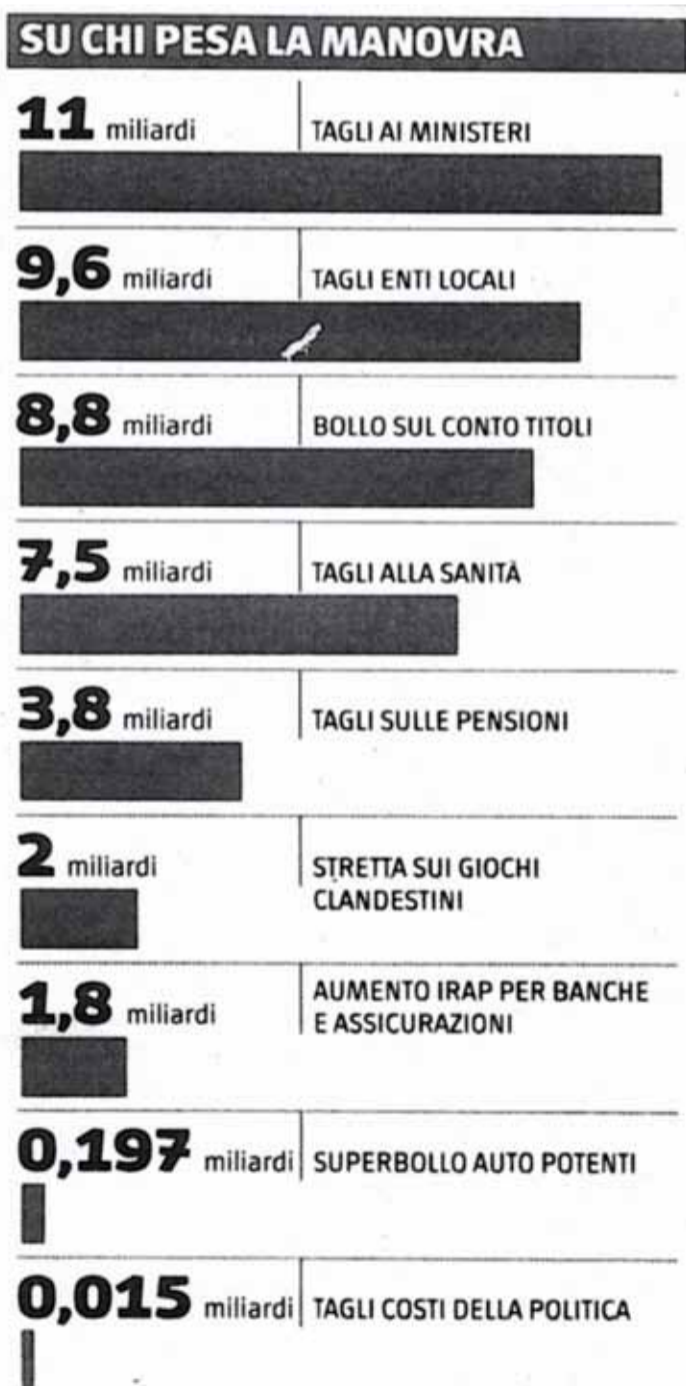 SU CHI PESA LA MANOVRA
11 miliardi TAGLI AI MINISTERI
9,6 miliardi TAGLI ENTI LOCALI
8,8 miliardi BOLLO SUL CONTO TITOLI
7,5 miliardi TAGLI ALLA SANITÀ
3,8 miliardi TAGLI SULLE PENSIONI
2 miliardi STRETTA SUI GIOCHI
CLANDESTINI
1,8 miliardi AUMENTO IRAP PER BANCHE
E ASSICURAZIONI
0,197 miliardi SUPERBOLLO AUTO POTENTI
0,015 miliardi TAGLI COSTI DELLA POLITICA